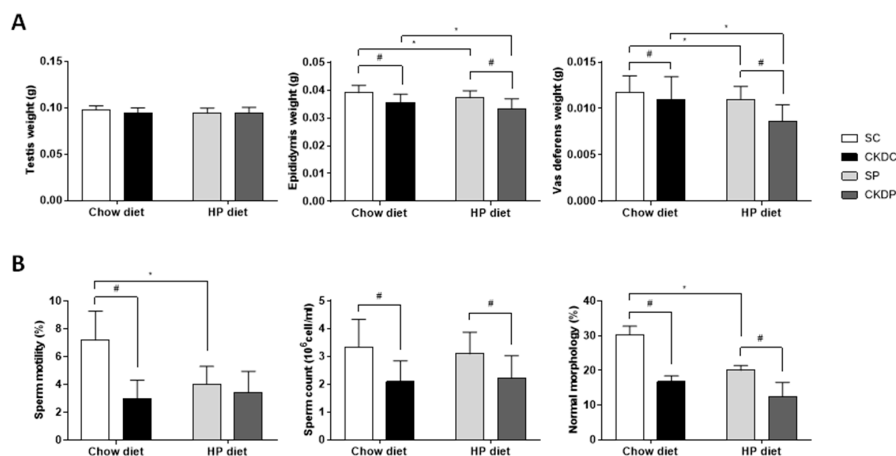 A
Testis weight (g)
0.15
0.10
0.05
0.00
Chow diet
HP diet
Epididymis weight (g)
0.05
0.04
0.03
0.02
0.01
0.00
*
*
#
#
Chow diet
HP diet
Vas deferens weight (g)
0.015
0.010
0.005
0.000
*
*
#
#
Chow diet
HP diet
SC
CKDC
SP
CKDP
B
Sperm motility (%)
10
8
6
4
2
0
*
#
Chow diet
HP diet
Sperm count (10⁶cell/ml)
5
4
3
2
1
0
#
#
Chow diet
HP diet
Normal morphology (%)
40
30
20
10
0
*
#
#
Chow diet
HP diet